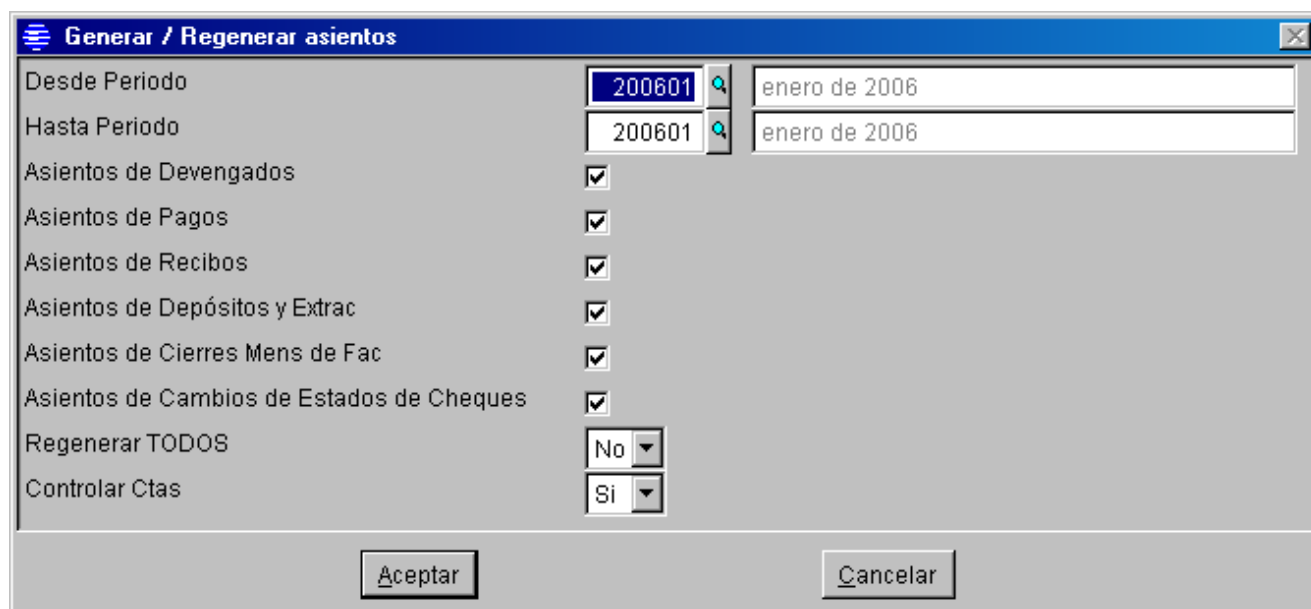 Generar / Regenerar asientos
Desde Periodo 200601 enero de 2006
Hasta Periodo 200601 enero de 2006
Asientos de Devengados
Asientos de Pagos
Asientos de Recibos
Asientos de Depósitos y Extrac
Asientos de Cierres Mens de Fac
Asientos de Cambios de Estados de Cheques
Regenerar TODOS No
Controlar Ctas Si
Aceptar Cancelar